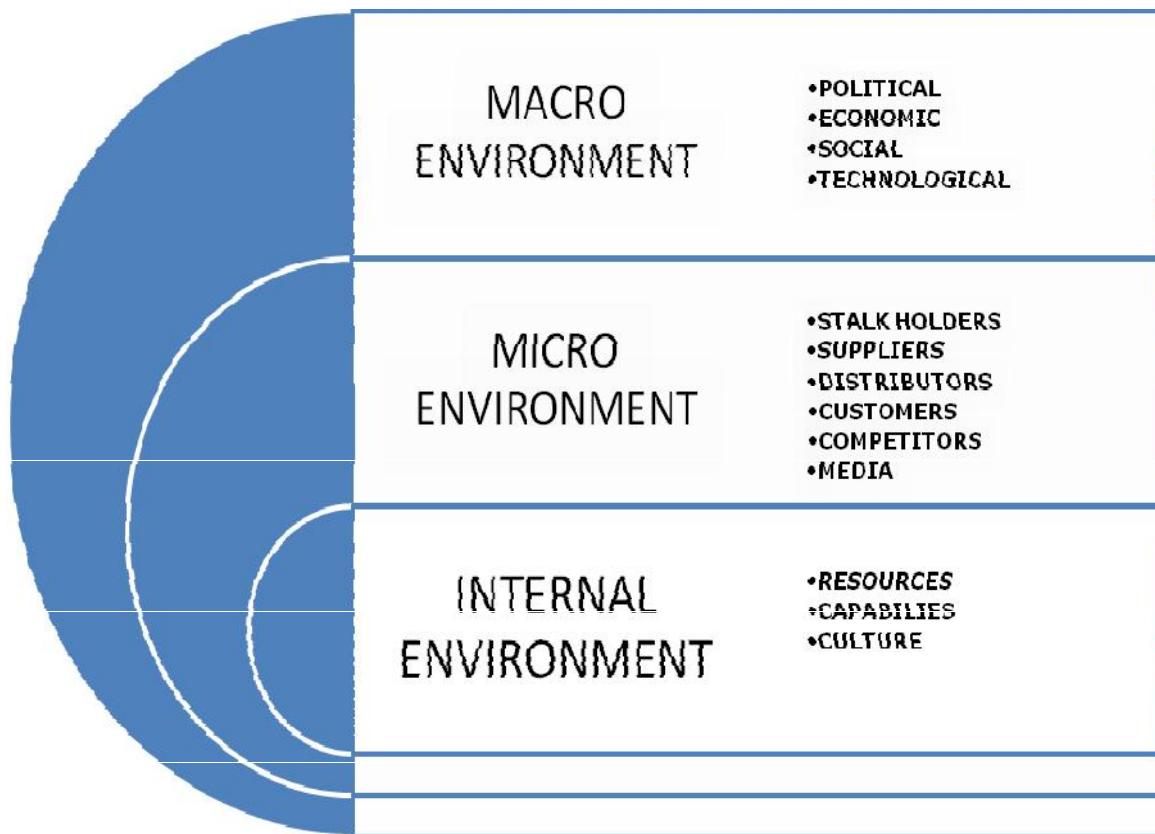 MACRO
ENVIRONMENT
•POLITICAL
•ECONOMIC
•SOCIAL
•TECHNOLOGICAL
MICRO
ENVIRONMENT
•STALK HOLDERS
•SUPPLIERS
•DISTRIBUTORS
•CUSTOMERS
•COMPETITORS
•MEDIA
INTERNAL
ENVIRONMENT
•RESOURCES
•CAPABILIES
•CULTURE